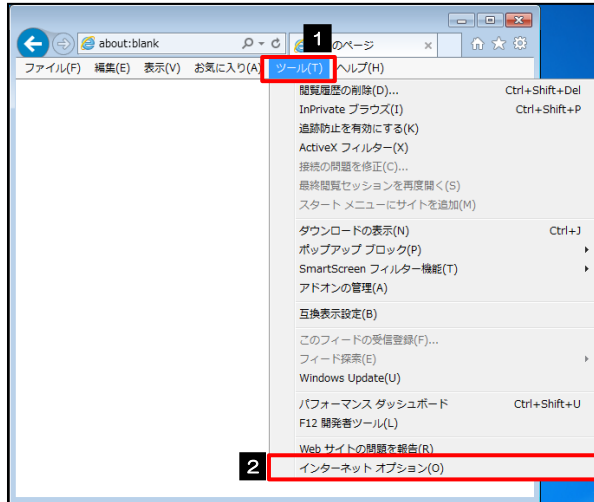 about:blank
1
のページ
ファイル(F) 編集(E) 表示(V) お気に入り(A) ツール(T) ヘルプ(H)
閲覧履歴の削除(D)... Ctrl+Shift+Del
InPrivate ブラウズ(I) Ctrl+Shift+P
追跡防止を有効にする(K)
ActiveX フィルター(X)
接続の問題を修正(C)...
最終閲覧セッションを再度開く(S)
スタート メニューにサイトを追加(M)
ダウンロードの表示(N) Ctrl+J
ポップアップ ブロック(P)
SmartScreen フィルター機能(T)
アドオンの管理(A)
互換表示設定(B)
このフィードの受信登録(F)...
フィード探索(E)
Windows Update(U)
パフォーマンス ダッシュボード Ctrl+Shift+U
F12 開発者ツール(L)
Web サイトの問題を報告(R)
2
インターネット オプション(O)